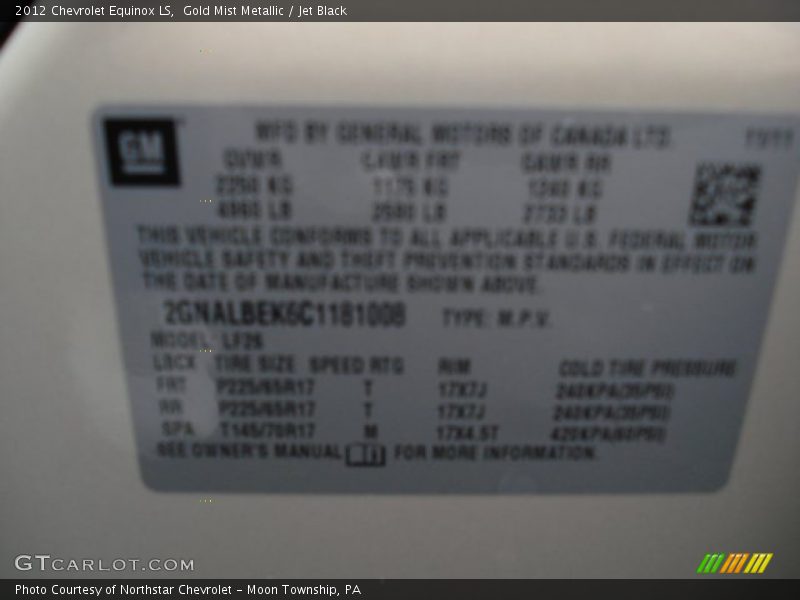 2012 Chevrolet Equinox LS,  Gold Mist Metallic / Jet Black
GM
MFD BY GENERAL MOTORS OF CANADA LTD. 11/11
GVWR GAWR FRT GAWR RR
2250 KG 1175 KG 1240 KG
4960 LB 2590 LB 2733 LB
THIS VEHICLE CONFORMS TO ALL APPLICABLE U.S. FEDERAL MOTOR
VEHICLE SAFETY AND THEFT PREVENTION STANDARDS IN EFFECT ON
THE DATE OF MANUFACTURE SHOWN ABOVE.
2GNALBEK6C1181008 TYPE: M.P.V.
MODEL: LF26
TIRE SIZE SPEED RTG RIM COLD TIRE PRESSURE
FRT P225/65R17 T 17X7J 240KPA(35PSI)
RR P225/65R17 T 17X7J 240KPA(35PSI)
SPA T145/70R17 M 17X4.5T 420KPA(60PSI)
SEE OWNER'S MANUAL FOR MORE INFORMATION.
GTCARLOT.COM
Photo Courtesy of Northstar Chevrolet - Moon Township, PA